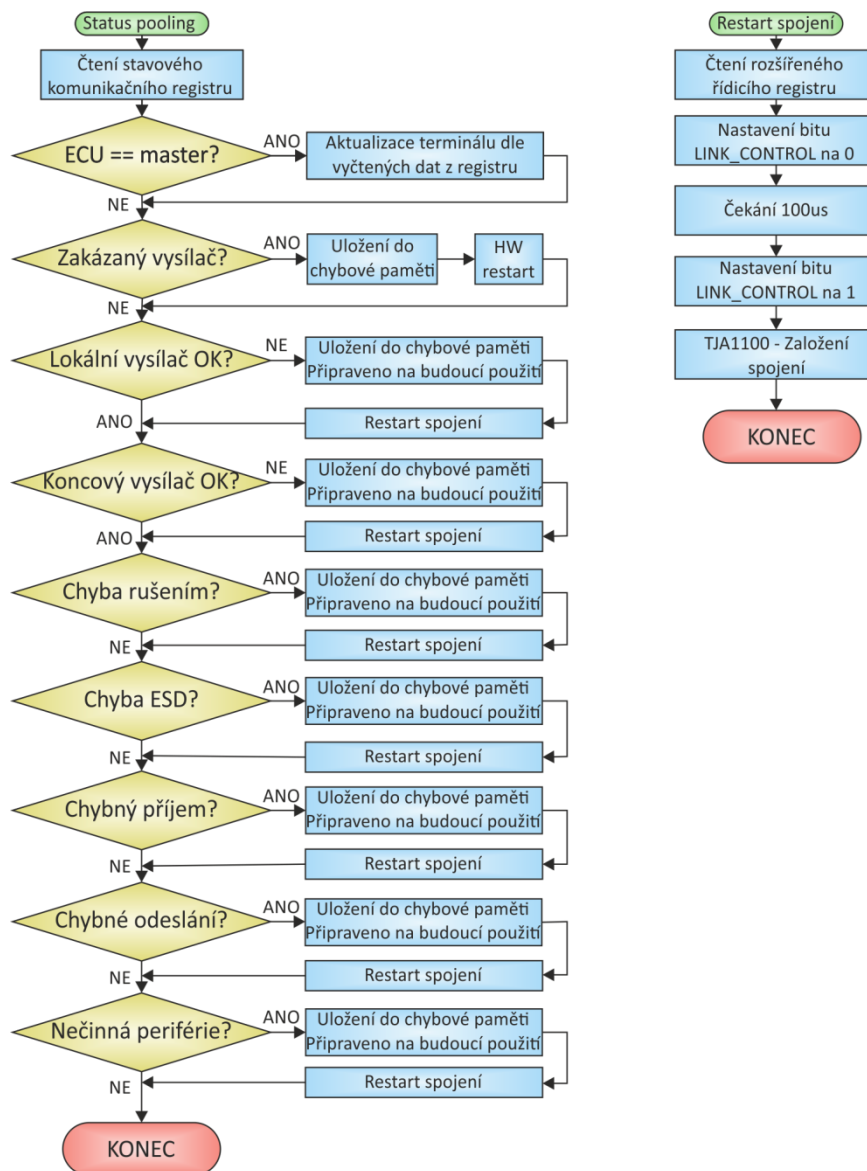 Status pooling
Čtení stavového
komunikačního registru
ECU == master?
ANO
Aktualizace terminálu dle
vyčtených dat z registru
NE
Zakázaný vysílač?
ANO
Uložení do
chybové paměti
HW
restart
NE
Lokální vysílač OK?
NE
Uložení do chybové paměti
Připraveno na budoucí použití
ANO
Restart spojení
Koncový vysílač OK?
NE
Uložení do chybové paměti
Připraveno na budoucí použití
ANO
Restart spojení
Chyba rušením?
ANO
Uložení do chybové paměti
Připraveno na budoucí použití
NE
Restart spojení
Chyba ESD?
ANO
Uložení do chybové paměti
Připraveno na budoucí použití
NE
Restart spojení
Chybný příjem?
ANO
Uložení do chybové paměti
Připraveno na budoucí použití
NE
Restart spojení
Chybné odeslání?
ANO
Uložení do chybové paměti
Připraveno na budoucí použití
NE
Restart spojení
Nečinná periférie?
ANO
Uložení do chybové paměti
Připraveno na budoucí použití
NE
Restart spojení
KONEC
Restart spojení
Čtení rozšířeného
řídicího registru
Nastavení bitu
LINK_CONTROL na 0
Čekání 100us
Nastavení bitu
LINK_CONTROL na 1
TJA1100 - Založení
spojení
KONEC